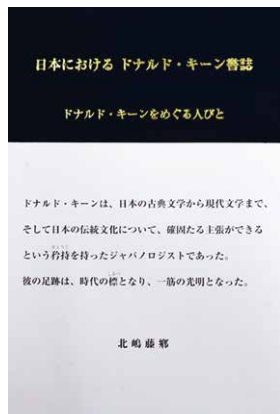 日本における ドナルド・キーン書誌
ドナルド・キーンをめぐる人びと
ドナルド・キーンは、日本の古典文学から現代文学まで、
そして日本の伝統文化について、確固たる主張ができる
という矜持を持ったジャパノロジストであった。
彼の足跡は、時代の標となり、一筋の光明となった。
北嶋藤郷